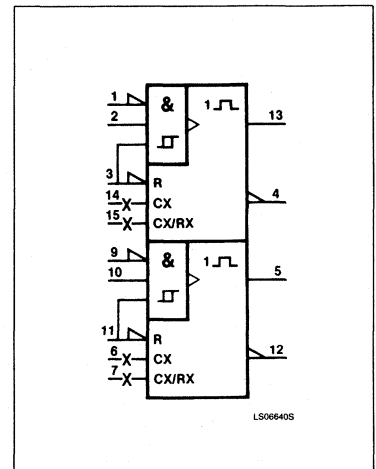 1 & 1 13
2
3 R 4
14 X CX
15 X CX/RX
9 & 1
10 5
11 R 12
6 X CX
7 X CX/RX
LS06640S